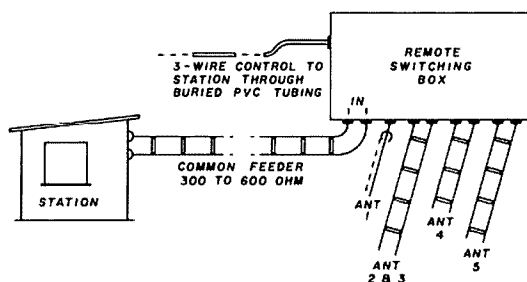 REMOTE
SWITCHING
BOX
3-WIRE CONTROL TO
STATION THROUGH
BURIED PVC TUBING
IN
COMMON FEEDER
300 TO 600 OHM
STATION
ANT
ANT
2 & 3
ANT
4
ANT
5